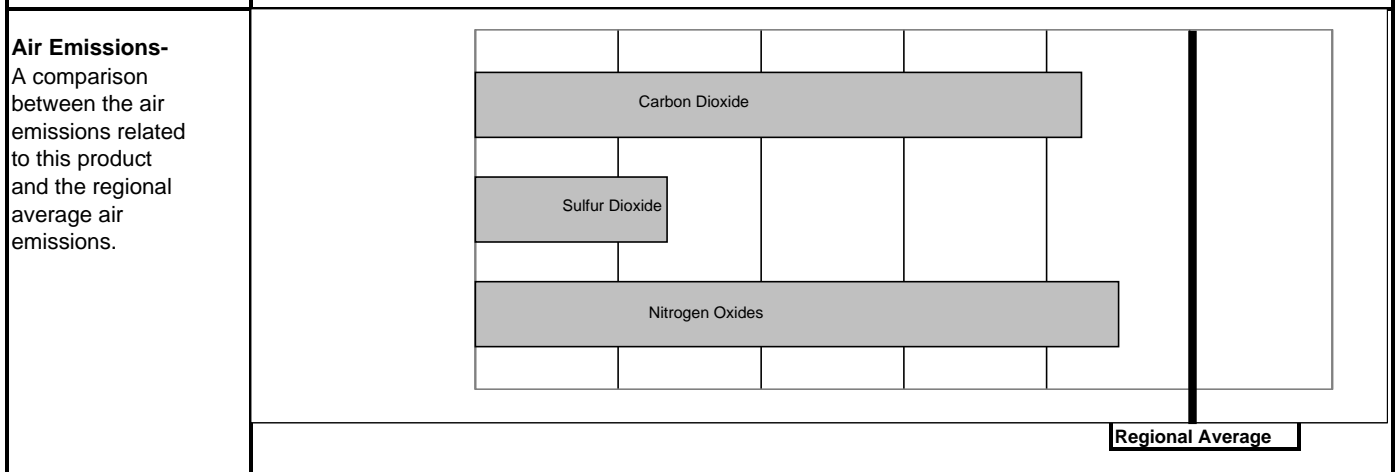 Air Emissions-
A comparison
between the air
emissions related
to this product
and the regional
average air
emissions.
Carbon Dioxide
Sulfur Dioxide
Nitrogen Oxides
Regional Average